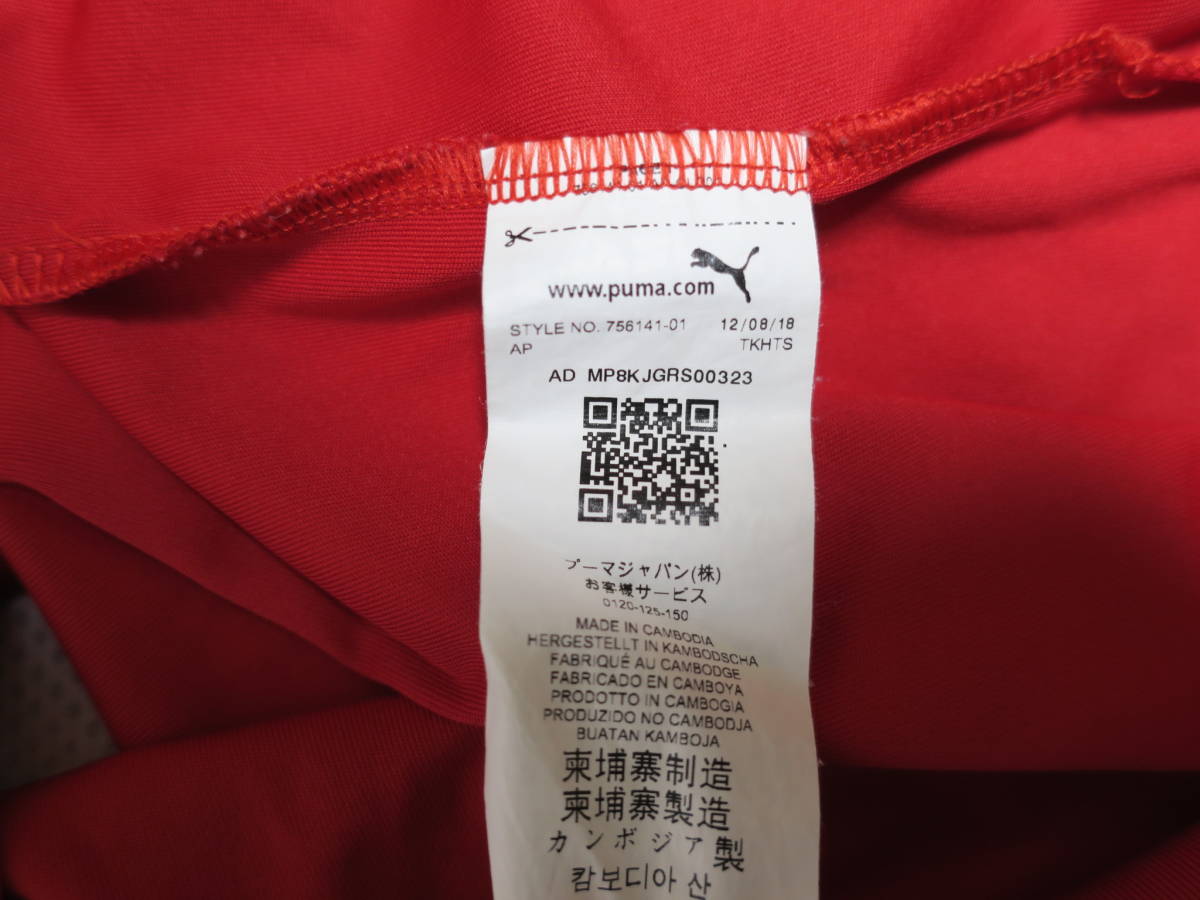 www.puma.com
STYLE NO. 756141-01 12/08/18
AP TKHTS
AD MP8KJGRS00323
プーマジャパン(株)
お客様サービス
0120-125-150
MADE IN CAMBODIA
HERGESTELLT IN KAMBODSCHA
FABRIQUÉ AU CAMBODGE
FABRICADO EN CAMBOYA
PRODOTTO IN CAMBOGIA
PRODUZIDO NO CAMBODJA
BUATAN KAMBOJA
柬埔寨制造
柬埔寨製造
カンボジア製
캄보디아 산